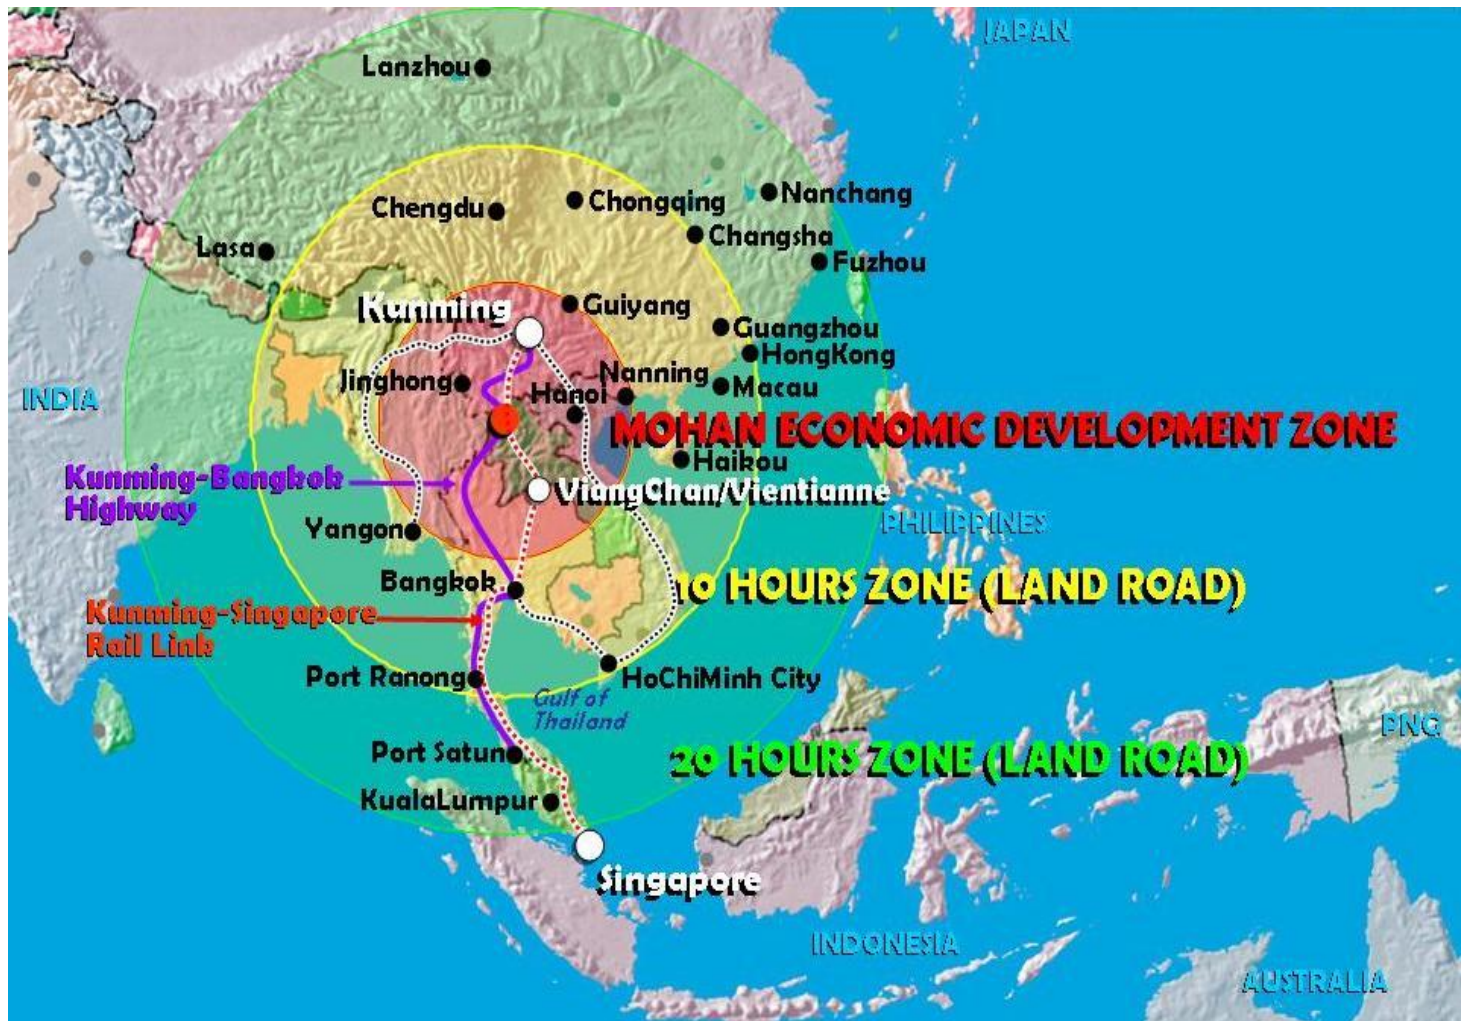 JAPAN
Lanzhou
Nanchang
Chongqing
Chengdu
Changsha
Lasa
Fuzhou
Kunming
Guiyang
Guangzhou
HongKong
Nanning
Jinghong
Macau
Hanoi
INDIA
MOHAN ECONOMIC DEVELOPMENT ZONE
Haikou
Kunming-Bangkok
Highway
ViangChan/Vientianne
PHILIPPINES
Yangon
Bangkok
10 HOURS ZONE (LAND ROAD)
Kunming-Singapore
Rail Link
Port Ranong
HoChiMinh City
Gulf of
Thailand
PNG
Port Satun
20 HOURS ZONE (LAND ROAD)
KualaLumpur
Singapore
INDONESIA
AUSTRALIA